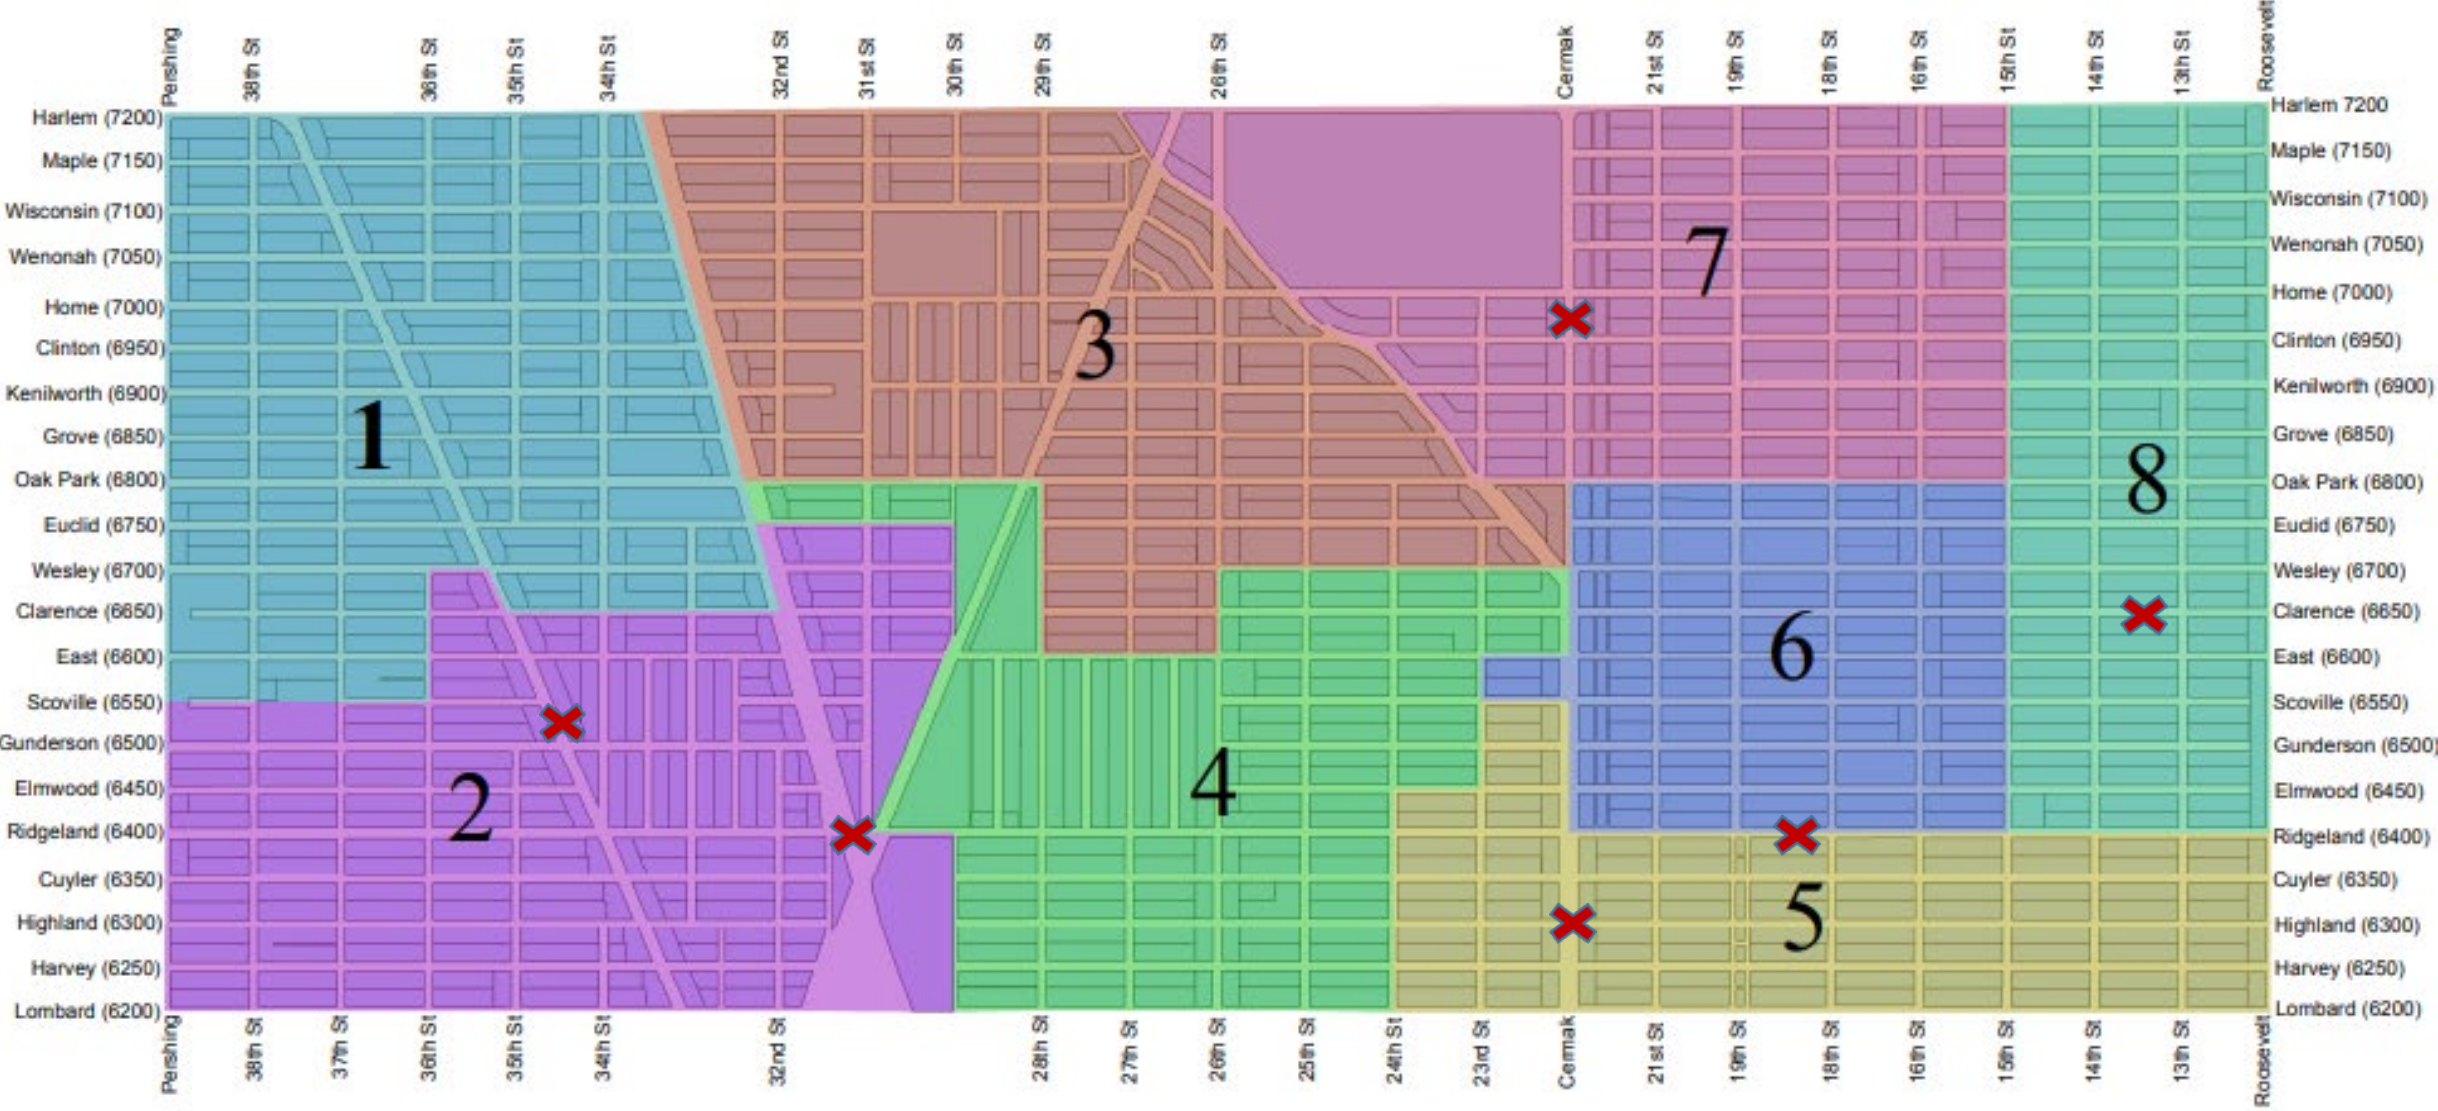 Pershing
38th St
36th St
35th St
34th St
32nd St
31st St
30th St
29th St
26th St
Cermak
21st St
19th St
18th St
16th St
15th St
14th St
13th St
Roosevelt
Harlem (7200)
Maple (7150)
Wisconsin (7100)
Wenonah (7050)
Home (7000)
Clinton (6950)
Kenilworth (6900)
Grove (6850)
Oak Park (6800)
Euclid (6750)
Wesley (6700)
Clarence (6650)
East (6600)
Scoville (6550)
Gunderson (6500)
Elmwood (6450)
Ridgeland (6400)
Cuyler (6350)
Highland (6300)
Harvey (6250)
Lombard (6200)
1
2
3
4
5
6
7
8
Harlem 7200
Maple (7150)
Wisconsin (7100)
Wenonah (7050)
Home (7000)
Clinton (6950)
Kenilworth (6900)
Grove (6850)
Oak Park (6800)
Euclid (6750)
Wesley (6700)
Clarence (6650)
East (6600)
Scoville (6550)
Gunderson (6500)
Elmwood (6450)
Ridgeland (6400)
Cuyler (6350)
Highland (6300)
Harvey (6250)
Lombard (6200)
Pershing
38th St
37th St
36th St
35th St
34th St
32nd St
28th St
27th St
26th St
25th St
24th St
23rd St
Cermak
21st St
19th St
18th St
16th St
15th St
14th St
13th St
Roosevelt